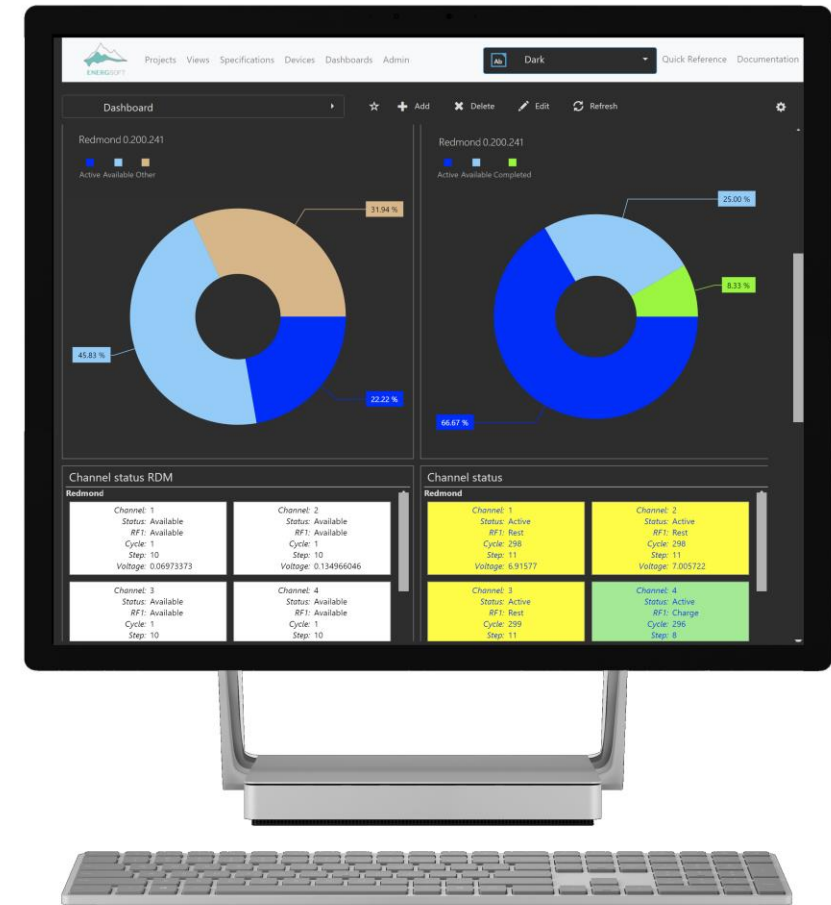 ENERGSOFT
Projects Views Specifications Devices Dashboards Admin
Ab Dark
Quick Reference Documentation
Dashboard
Add Delete Edit Refresh
Redmond 0.200.241
Active Available Other
31.94 %
45.83 %
22.22 %
Redmond 0.200.241
Active Available Completed
25.00 %
8.33 %
66.67 %
Channel status RDM
Redmond
Channel: 1
Status: Available
RF1: Available
Cycle: 1
Step: 10
Voltage: 0.06973373
Channel: 2
Status: Available
RF1: Available
Cycle: 1
Step: 10
Voltage: 0.134966046
Channel: 3
Status: Available
RF1: Available
Cycle: 1
Step: 10
Channel: 4
Status: Available
RF1: Available
Cycle: 1
Step: 10
Channel status
Redmond
Channel: 1
Status: Active
RF1: Rest
Cycle: 298
Step: 11
Voltage: 6.91577
Channel: 2
Status: Active
RF1: Rest
Cycle: 298
Step: 11
Voltage: 7.005722
Channel: 3
Status: Active
RF1: Rest
Cycle: 299
Step: 11
Channel: 4
Status: Active
RF1: Charge
Cycle: 296
Step: 8